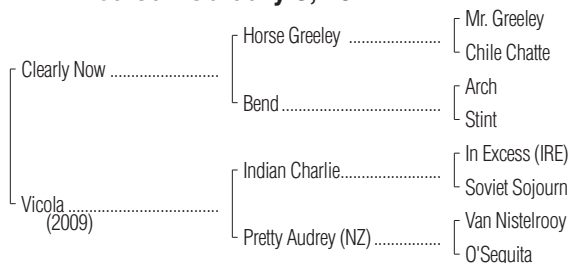 Mr. Greeley
Horse Greeley
Chile Chatte
Clearly Now
Arch
Bend
Stint
In Excess (IRE)
Indian Charlie
Soviet Sojourn
Vicola
(2009)
Van Nistelrooy
Pretty Audrey (NZ)
O'Sequita